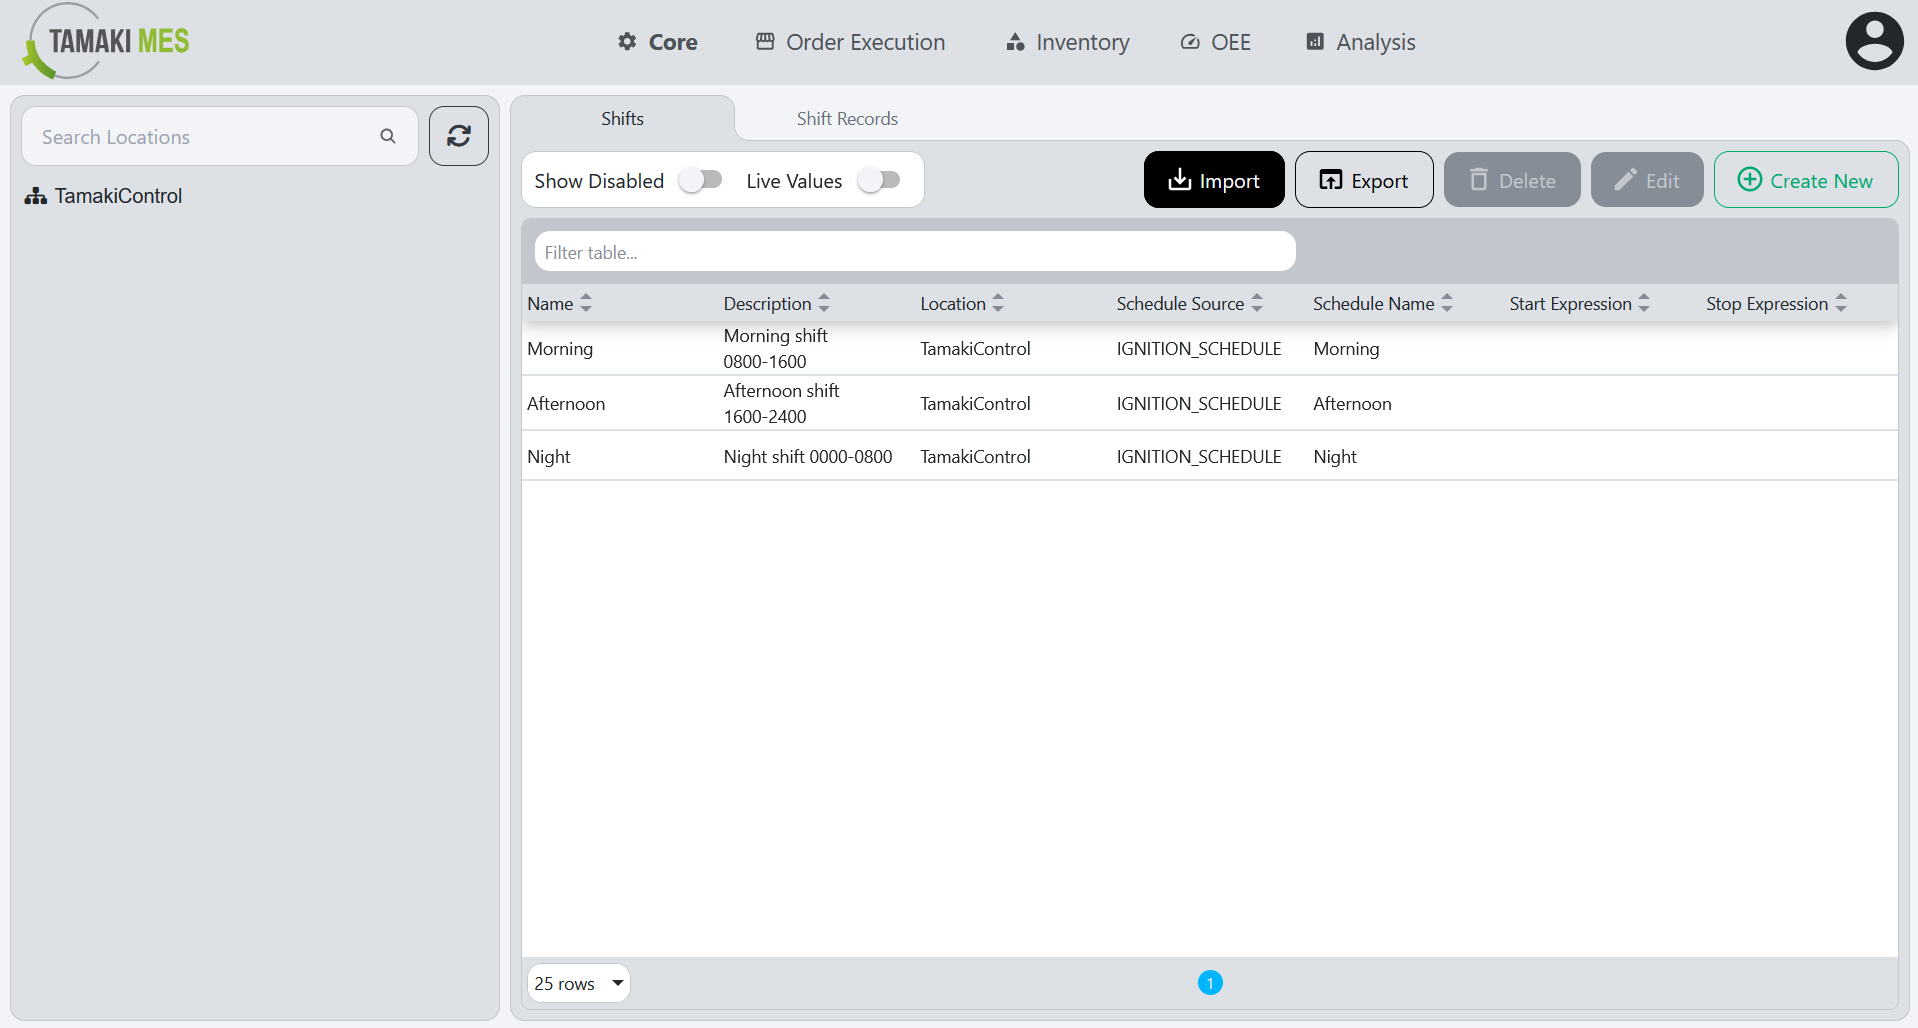 TAMAKI MES
Core
Order Execution
Inventory
OEE
Analysis
Search Locations
TamakiControl
Shifts
Shift Records
Show Disabled
Live Values
Import
Export
Delete
Edit
Create New
Filter table...
Name Description Location Schedule Source Schedule Name Start Expression Stop Expression
Morning
Morning shift
0800-1600
TamakiControl
IGNITION_SCHEDULE
Morning
Afternoon
Afternoon shift
1600-2400
TamakiControl
IGNITION_SCHEDULE
Afternoon
Night
Night shift 0000-0800
TamakiControl
IGNITION_SCHEDULE
Night
25 rows
1